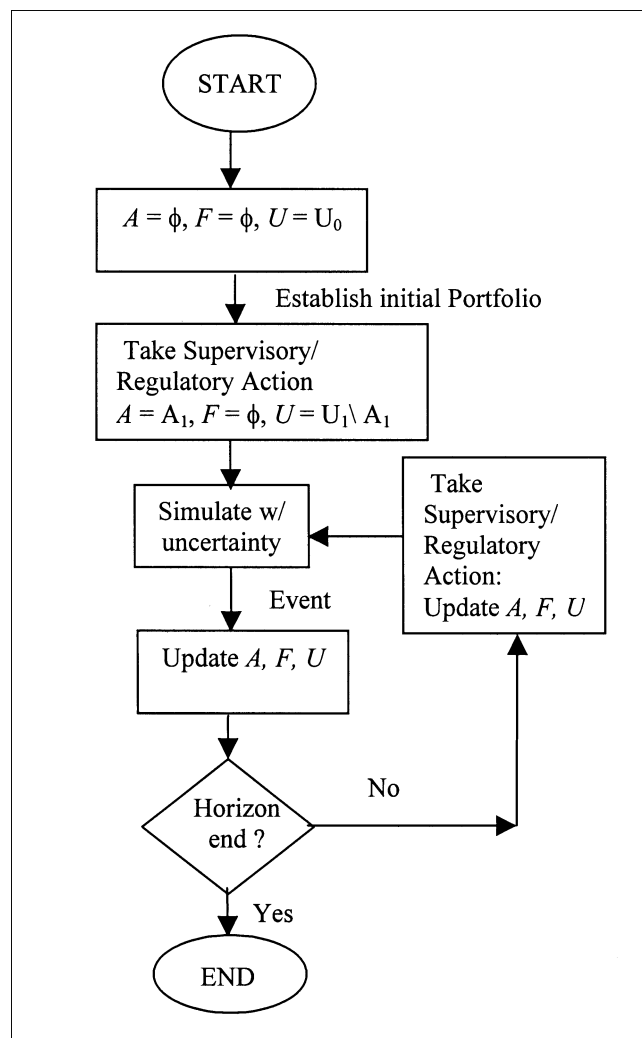 START
A = ϕ, F = ϕ, U = U₀
Establish initial Portfolio
Take Supervisory/
Regulatory Action
A = A₁, F = ϕ, U = U₁\ A₁
Simulate w/
uncertainty
Take
Supervisory/
Regulatory
Action:
Update A, F, U
Event
Update A, F, U
Horizon
end ?
No
Yes
END